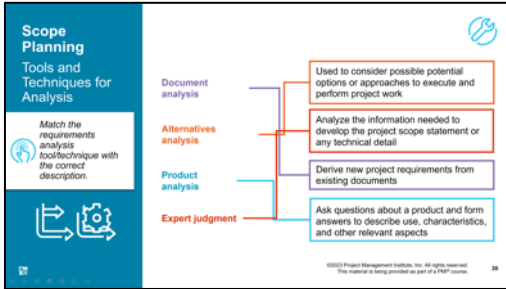 Scope
Planning
Tools and
Techniques for
Analysis
Match the
requirements
analysis
tool/technique with
the correct
description.
Document
analysis
Alternatives
analysis
Product
analysis
Expert judgment
Used to consider possible potential
options or approaches to execute and
perform project work
Analyze the information needed to
develop the project scope statement or
any technical detail
Derive new project requirements from
existing documents
Ask questions about a product and form
answers to describe use, characteristics,
and other relevant aspects
©2023 Project Management Institute, Inc. All rights reserved.
This material is being provided as part of a PMI® course.
30